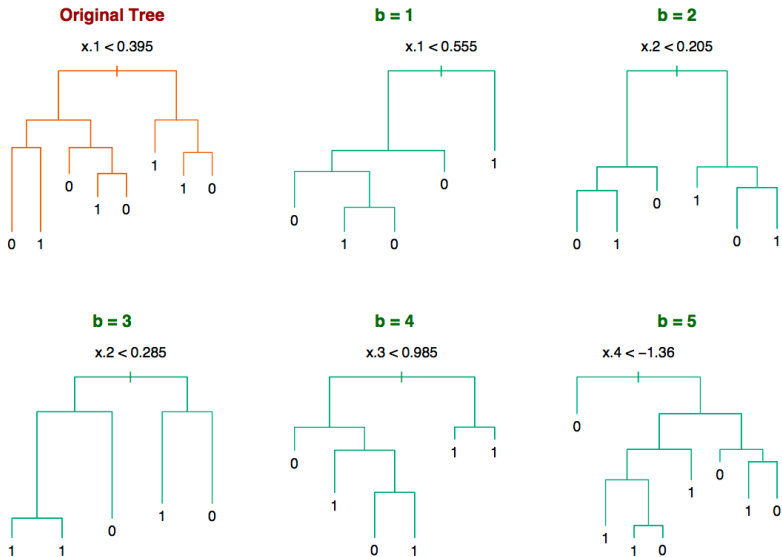 Original Tree
b = 1
b = 2
x.1 < 0.395
x.1 < 0.555
x.2 < 0.205
0 1 0 1 0 1 1 0
0 1 0 0 1
0 1 0 1 0 1
b = 3
b = 4
b = 5
x.2 < 0.285
x.3 < 0.985
x.4 < −1.36
1 1 0 1 0
0 1 0 1 1 1
0 1 1 0 1 0 1 0